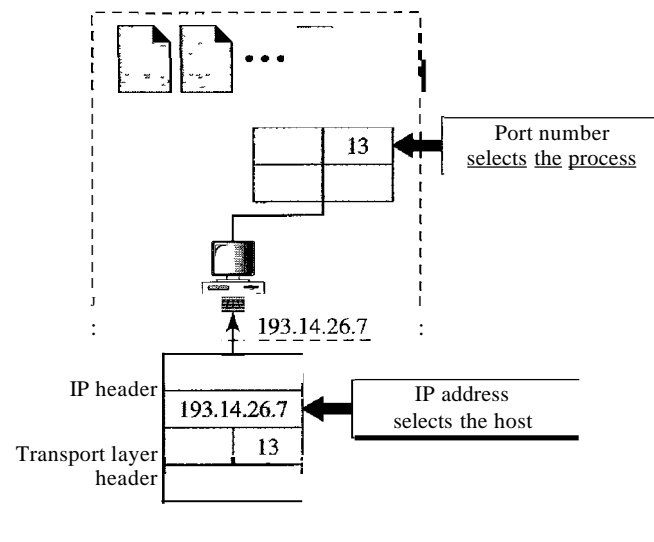 13
Port number
selects the process
193.14.26.7
IP header
193.14.26.7
IP address
selects the host
13
Transport layer
header